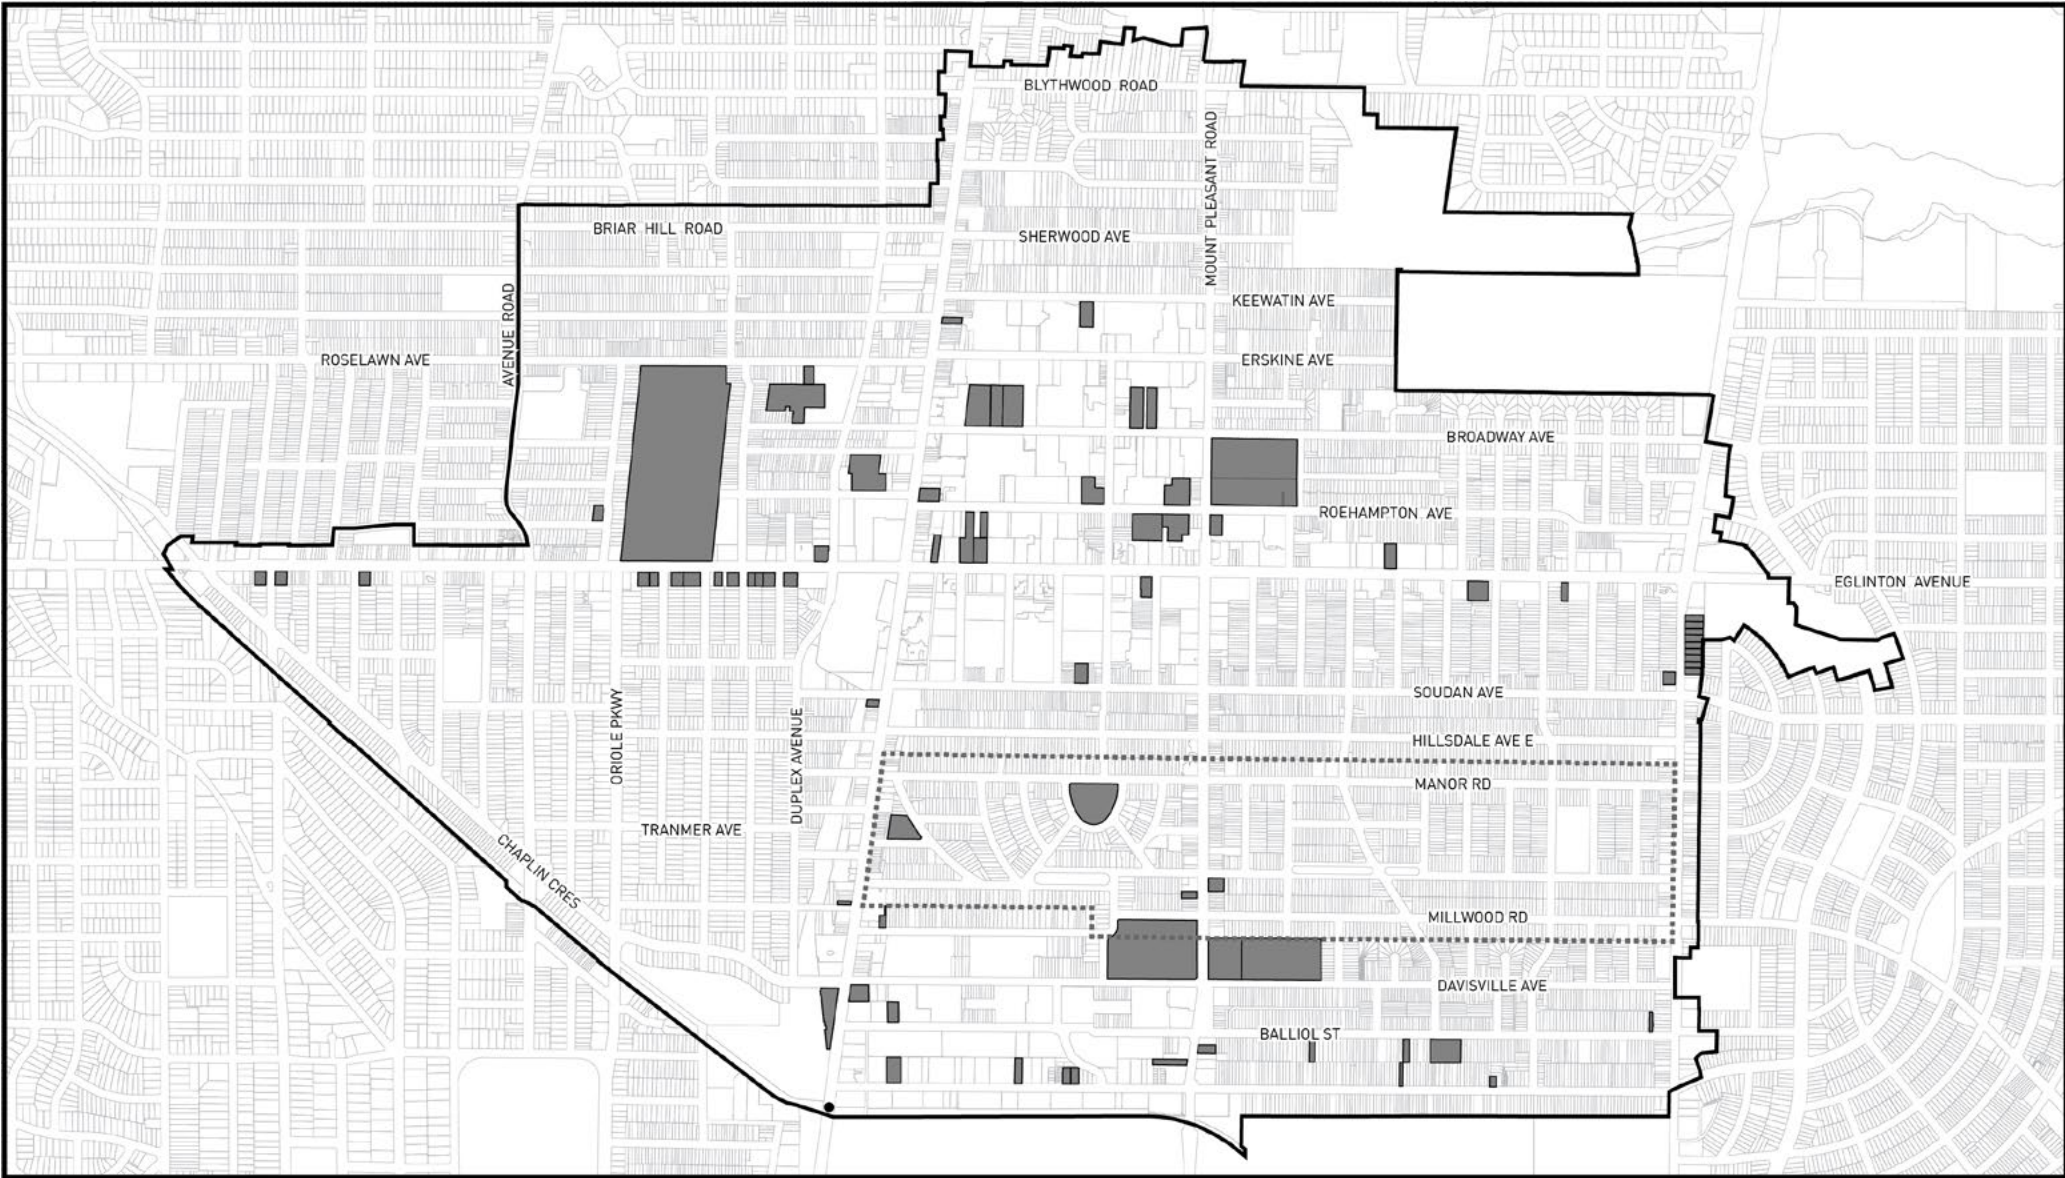 BLYTHWOOD ROAD
MOUNT PLEASANT ROAD
BRIAR HILL ROAD
SHERWOOD AVE
AVENUE ROAD
KEEWATIN AVE
ROSELAWN AVE
ERSKINE AVE
BROADWAY AVE
ROEHAMPTON AVE
EGLINTON AVENUE
ORIOLE PKWY
DUPLEX AVENUE
SOUDAN AVE
HILLSDALE AVE E
MANOR RD
TRANMER AVE
CHAPLIN CRES
MILLWOOD RD
DAVISVILLE AVE
BALLIOL ST